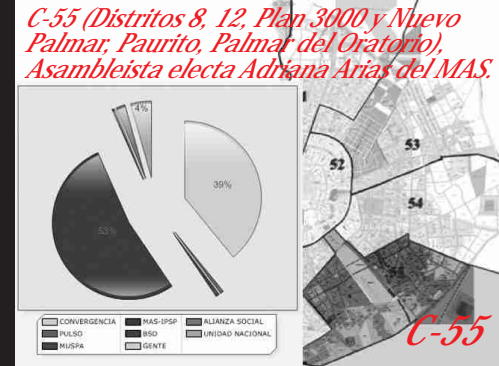 C-55 (Distritos 8, 12, Plan 3000 y Nuevo
Palmar, Paurito, Palmar del Oratorio),
Asambleista electa Adriana Arias del MAS.
4%
39%
53%
53
52
54
CONVERGENCIA MAS-IPSP ALIANZA SOCIAL
PULSO BSD UNIDAD NACIONAL
MUSPA GENTE
C-55